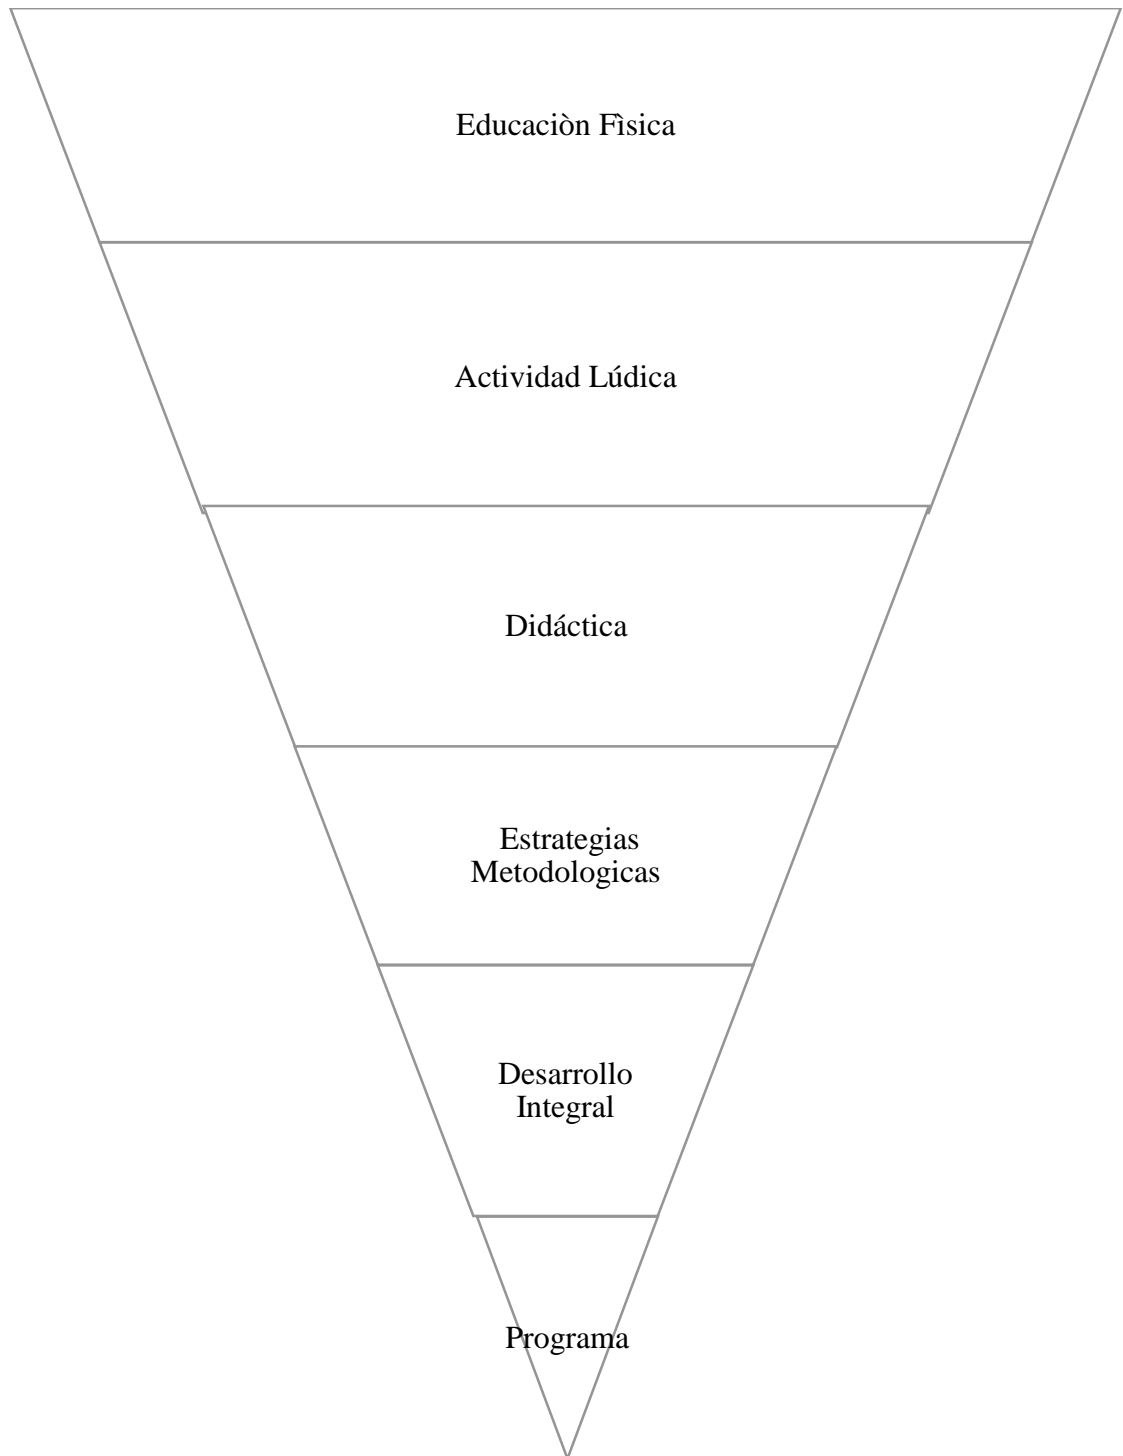 Educaciòn Fìsica
Actividad Lúdica
Didáctica
Estrategias
Metodologicas
Desarrollo
Integral
Programa